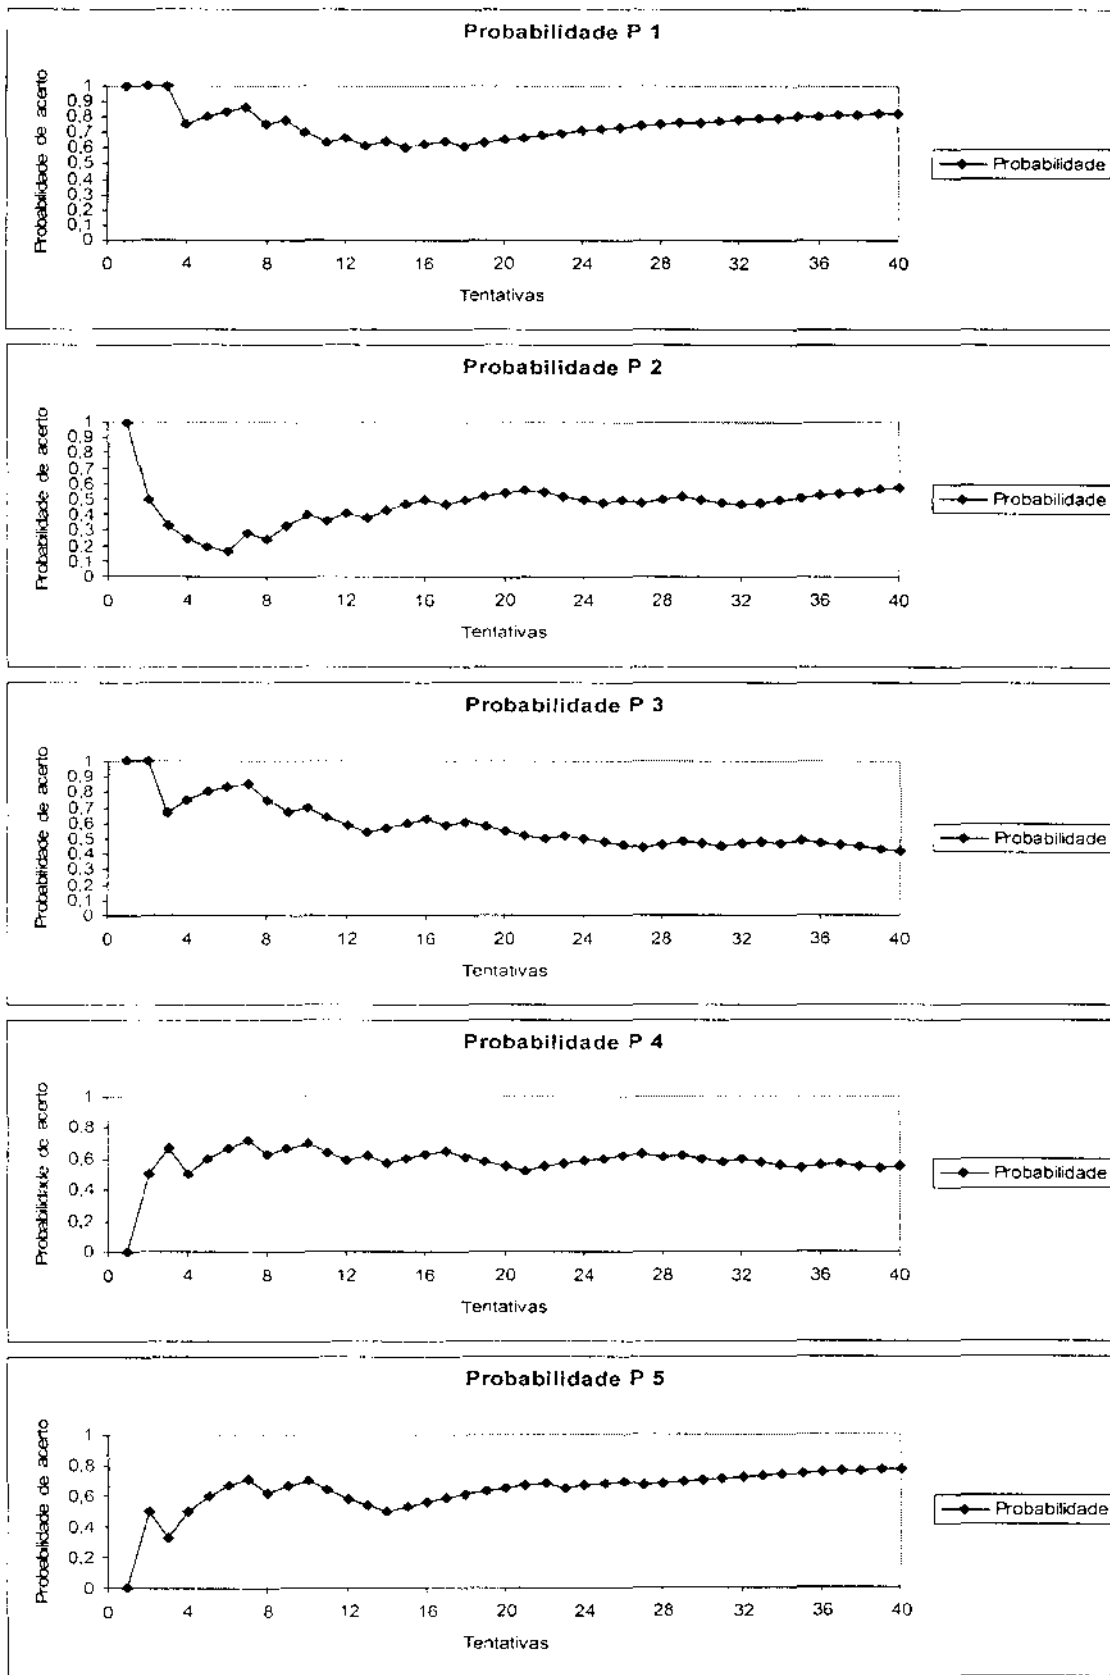 Probabilidade P 1
Probabilidade de acerto
1
0,9
0,8
0,7
0,6
0,5
0,4
0,3
0,2
0,1
0
0 4 8 12 16 20 24 28 32 36 40
Tentativas
Probabilidade
Probabilidade P 2
Probabilidade de acerto
1
0,9
0,8
0,7
0,6
0,5
0,4
0,3
0,2
0,1
0
0 4 8 12 16 20 24 28 32 36 40
Tentativas
Probabilidade
Probabilidade P 3
Probabilidade de acerto
1
0,9
0,8
0,7
0,6
0,5
0,4
0,3
0,2
0,1
0
0 4 8 12 16 20 24 28 32 36 40
Tentativas
Probabilidade
Probabilidade P 4
Probabilidade de acerto
1
0,8
0,6
0,4
0,2
0
0 4 8 12 16 20 24 28 32 36 40
Tentativas
Probabilidade
Probabilidade P 5
Probabilidade de acerto
1
0,8
0,6
0,4
0,2
0
0 4 8 12 16 20 24 28 32 36 40
Tentativas
Probabilidade